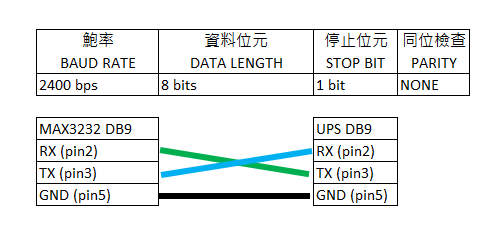 鮑率 資料位元 停止位元 同位檢查
BAUD RATE DATA LENGTH STOP BIT PARITY
2400 bps 8 bits 1 bit NONE
MAX3232 DB9 UPS DB9
RX (pin2) RX (pin2)
TX (pin3) TX (pin3)
GND (pin5) GND (pin5)